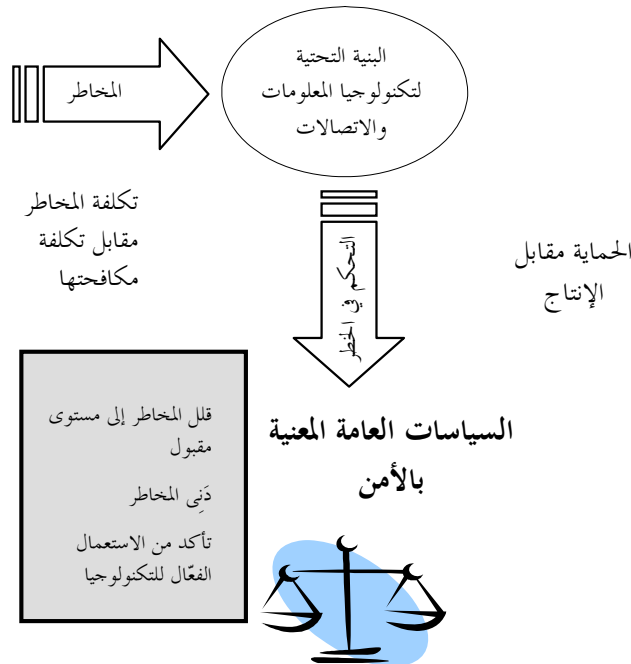 البنية التحتية
لتكنولوجيا المعلومات
والاتصالات
المخاطر
تكلفة المخاطر
مقابل تكلفة
مكافحتها
التحكم في الخطر
الحماية مقابل
الإنتاج
السياسات العامة المعنية
بالأمن
قلل المخاطر إلى مستوى
مقبول
دَنِى المخاطر
تأكد من الاستعمال
الفعّال للتكنولوجيا